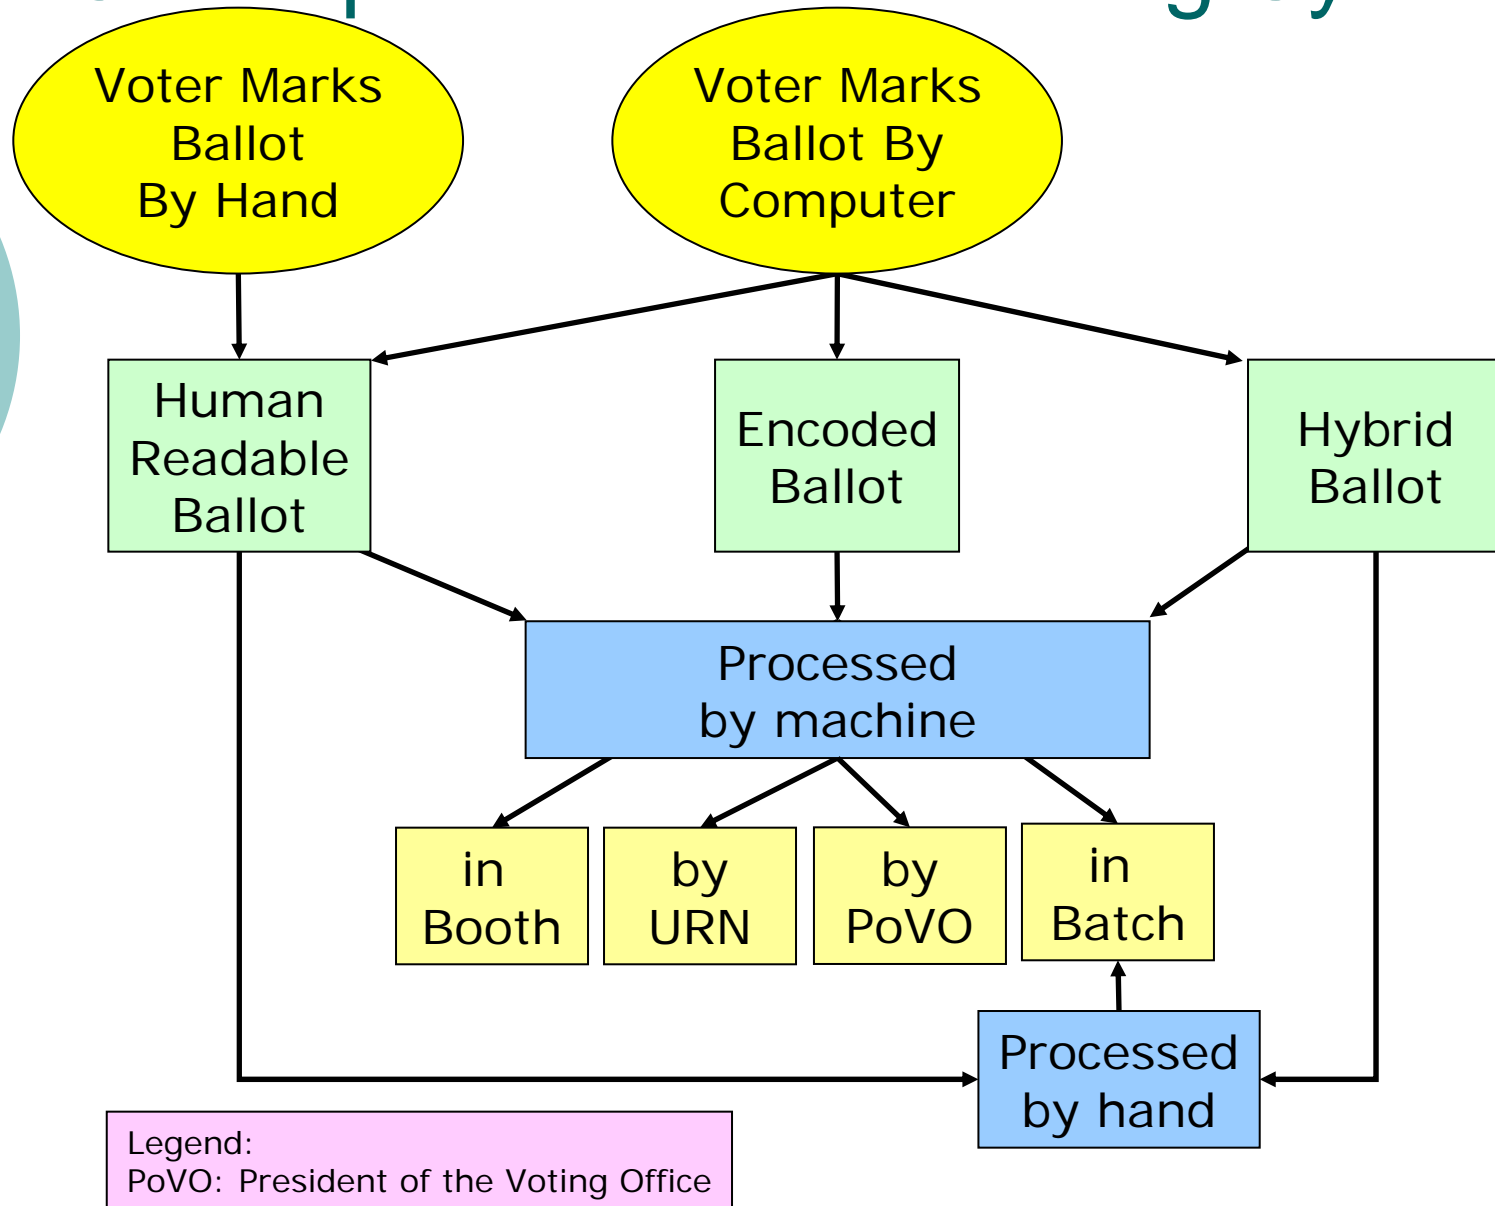 Voter Marks
Ballot
By Hand
Voter Marks
Ballot By
Computer
Human
Readable
Ballot
Encoded
Ballot
Hybrid
Ballot
Processed
by machine
in
Booth
by
URN
by
PoVO
in
Batch
Processed
by hand
Legend:
PoVO: President of the Voting Office